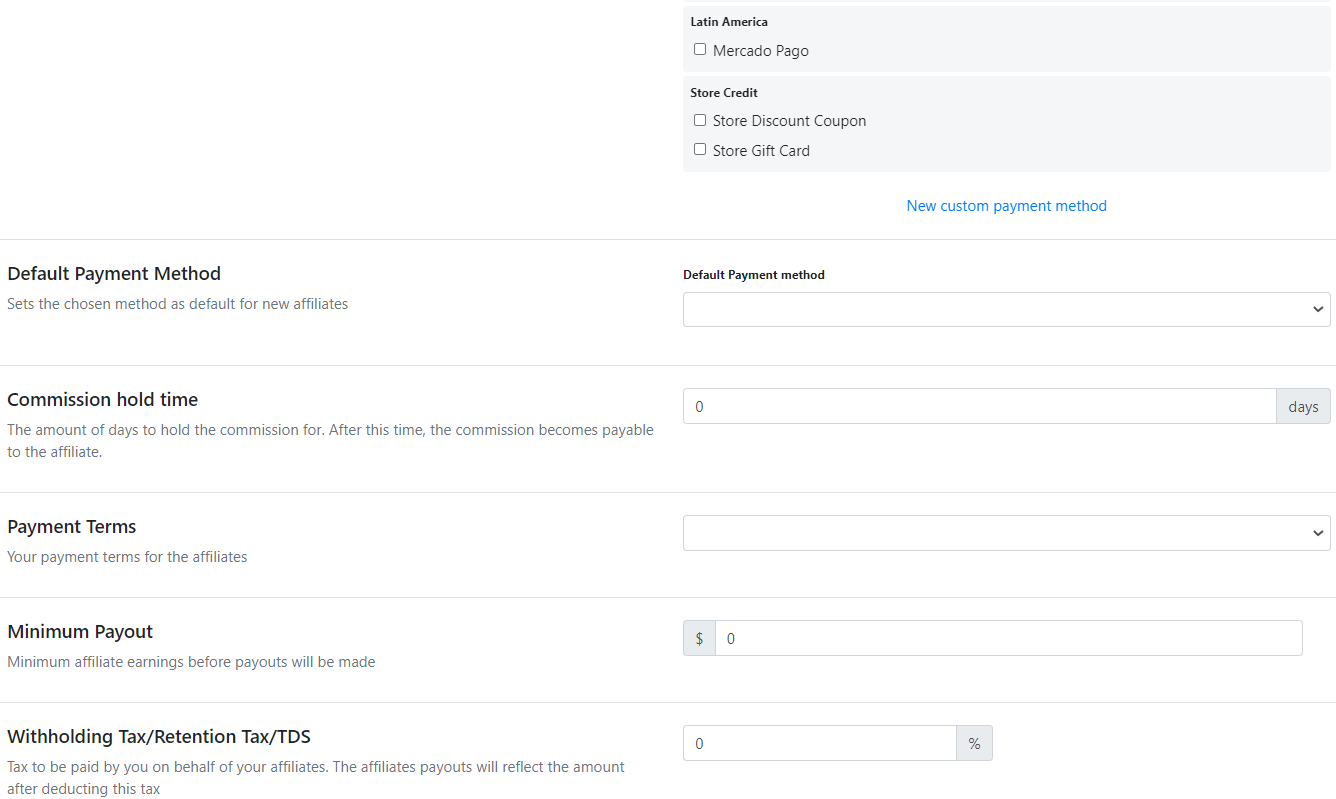 Latin America
Mercado Pago
Store Credit
Store Discount Coupon
Store Gift Card
New custom payment method
Default Payment Method
Sets the chosen method as default for new affiliates
Default Payment method
Commission hold time
The amount of days to hold the commission for. After this time, the commission becomes payable
to the affiliate.
0
days
Payment Terms
Your payment terms for the affiliates
Minimum Payout
Minimum affiliate earnings before payouts will be made
$
0
Withholding Tax/Retention Tax/TDS
Tax to be paid by you on behalf of your affiliates. The affiliates payouts will reflect the amount
after deducting this tax
0
%